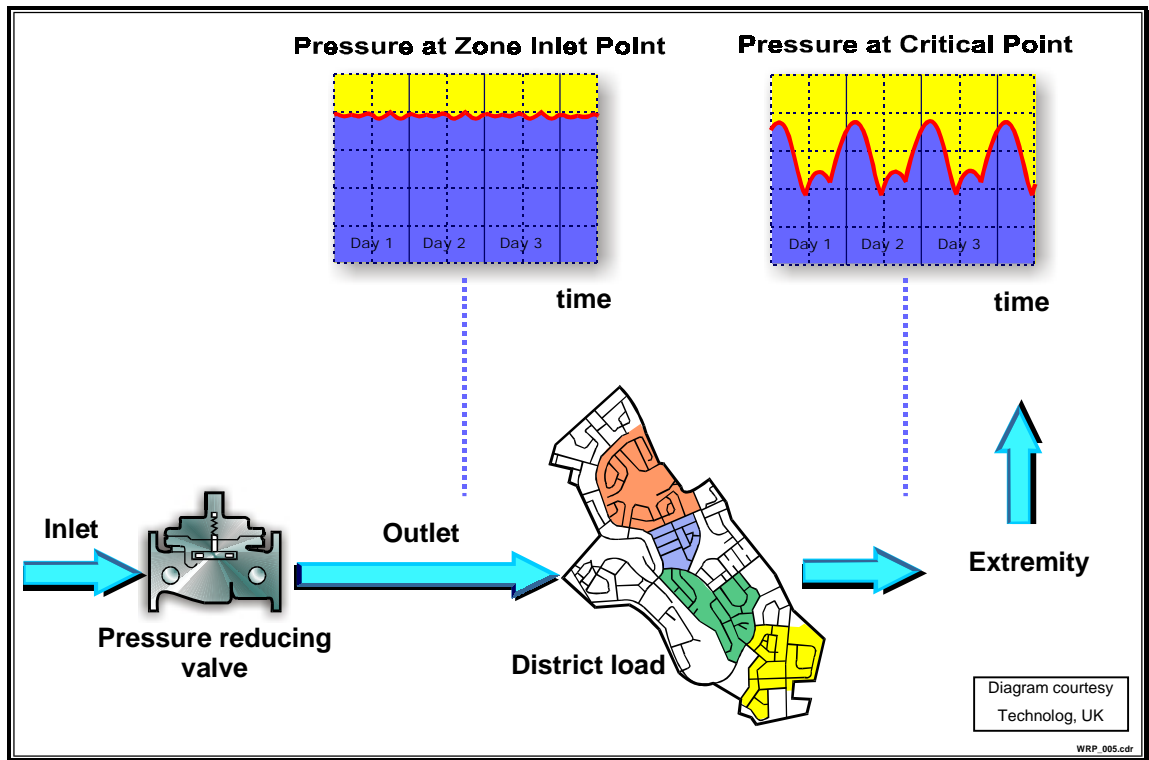 Pressure at Zone Inlet Point
Pressure at Critical Point
Day 1
Day 2
Day 3
Day 1
Day 2
Day 3
time
time
Inlet
Outlet
Extremity
Pressure reducing
valve
District load
Diagram courtesy
Technolog, UK
WRP_005.cdr